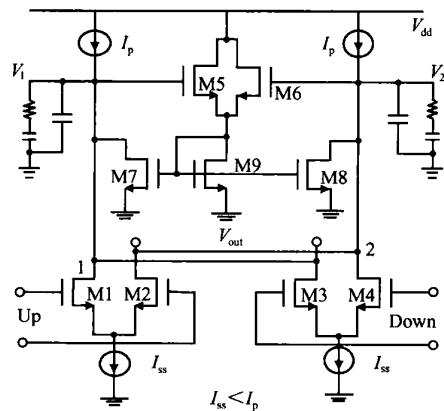 V_dd
I_p
I_p
V_1
M5
M6
V_2
M7
M9
M8
V_out
1
2
Up
M1
M2
M3
M4
Down
I_ss
I_ss
I_ss<I_p